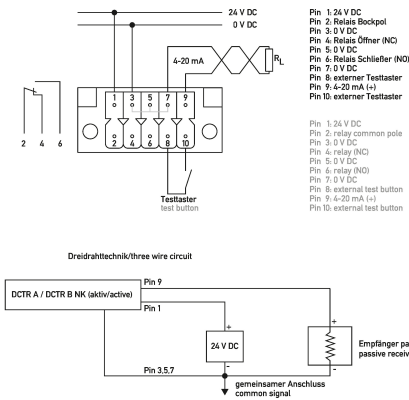 24 V DC
0 V DC
4-20 mA
RL
1 3 5 7 9
2 4 6 8 10
2 4 6
Testtaster
test button
Pin 1: 24 V DC
Pin 2: Relais Bockpol
Pin 3: 0 V DC
Pin 4: Relais Öffner (NC)
Pin 5: 0 V DC
Pin 6: Relais Schließer (NO)
Pin 7: 0 V DC
Pin 8: externer Testtaster
Pin 9: 4-20 mA (+)
Pin 10: externer Testtaster
Pin 1: 24 V DC
Pin 2: relay common pole
Pin 3: 0 V DC
Pin 4: relay (NC)
Pin 5: 0 V DC
Pin 6: relay (NO)
Pin 7: 0 V DC
Pin 8: external test button
Pin 9: 4-20 mA (+)
Pin 10: external test button
Dreidrahttechnik/three wire circuit
DCTR A / DCTR B NK (aktiv/active)
Pin 9
Pin 1
+
24 V DC
-
+
-
Empfänger pa
passive receiv
Pin 3,5,7
gemeinsamer Anschluss
common signal